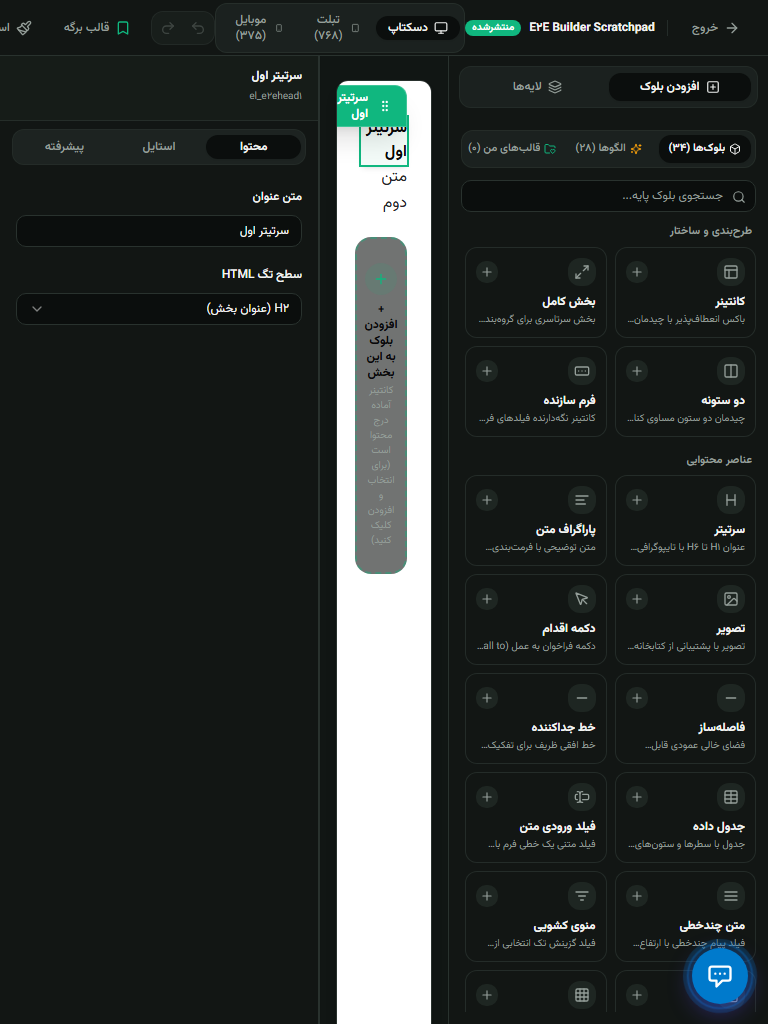 خروج
E2E Builder Scratchpad
منتشرشده
دسکتاپ
تبلت
(۷۶۸)
موبایل
(۳۷۵)
قالب برگه
افزودن بلوک
لایه‌ها
بلوک‌ها (۳۴)
الگوها (۲۸)
قالب‌های من (۰)
جستجوی بلوک پایه...
طرح‌بندی و ساختار
کانتینر
باکس انعطاف‌پذیر با چیدمان...
بخش کامل
بخش سرتاسری برای گروه‌بند...
دو ستونه
چیدمان دو ستون مساوی کنا...
فرم سازنده
کانتینر نگه‌دارنده فیلدهای فر...
عناصر محتوایی
سرتیتر
عنوان H۱ تا H۶ با تایپوگرافی...
پاراگراف متن
متن توضیحی با فرمت‌بندی...
تصویر
تصویر با پشتیبانی از کتابخانه...
دکمه اقدام
دکمه فراخوان به عمل (all to...
فاصله‌ساز
فضای خالی عمودی قابل...
خط جداکننده
خط افقی ظریف برای تفکیک...
جدول داده
جدول با سطرها و ستون‌های...
فیلد ورودی متن
فیلد متنی یک خطی فرم با...
متن چندخطی
فیلد پیام چندخطی با ارتفاع...
منوی کشویی
فیلد گزینش تک انتخابی از...
سرتیتر
اول
سرتیتر
اول
متن
دوم
+
افزودن
بلوک
به این
بخش
کانتینر
آماده
درج
محتوا
است
(برای
انتخاب
و
افزودن
کلیک
کنید)
سرتیتر اول
el_e۲ehead۱
محتوا
استایل
پیشرفته
متن عنوان
سرتیتر اول
سطح تگ HTML
H۲ (عنوان بخش)